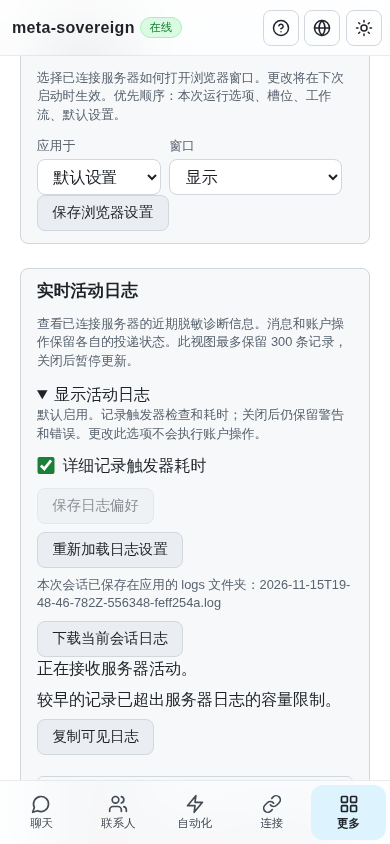 meta-sovereign 在线
选择已连接服务器如何打开浏览器窗口。更改将在下次
启动时生效。优先顺序：本次运行选项、槽位、工作
流、默认设置。
应用于 窗口
默认设置 显示
保存浏览器设置
实时活动日志
查看已连接服务器的近期脱敏诊断信息。消息和账户操
作保留各自的投递状态。此视图最多保留 300 条记录，
关闭后暂停更新。
▼ 显示活动日志
默认启用。记录触发器检查和耗时；关闭后仍保留警告
和错误。更改此选项不会执行账户操作。
详细记录触发器耗时
保存日志偏好
重新加载日志设置
本次会话已保存在应用的 logs 文件夹：2026-11-15T19-
48-46-782Z-556348-feff254a.log
下载当前会话日志
正在接收服务器活动。
较早的记录已超出服务器日志的容量限制。
复制可见日志
聊天 联系人 自动化 连接 更多